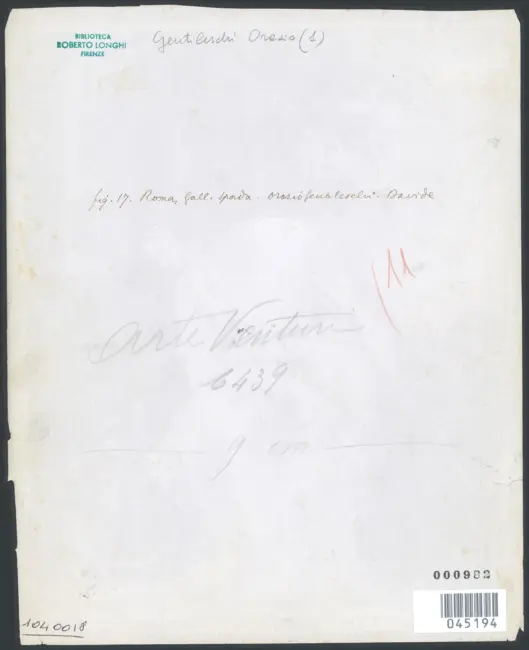 BIBLIOTECA
ROBERTO LONGHI
FIRENZE
Gentileschi Orazio (1)
fig. 17. Roma, Gall. Spada. Orazio Gentileschi. Davide
11
Arte Venturi
6439
9 cm
000982
045194
1040018